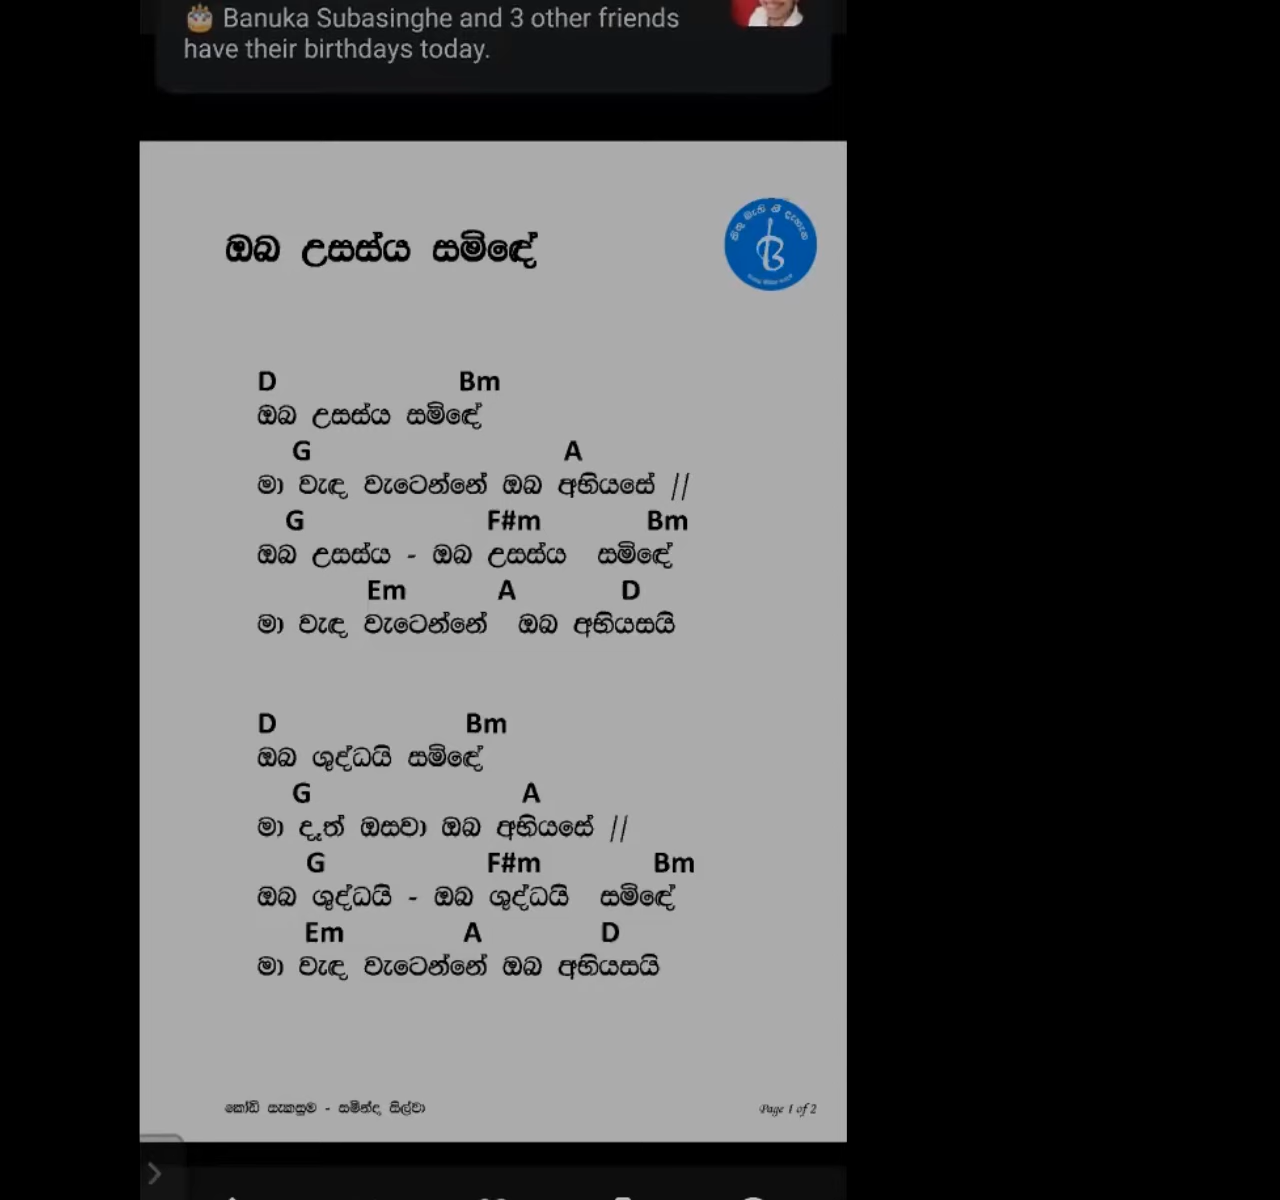 🎂 Banuka Subasinghe and 3 other friends
have their birthdays today.
ඔබ උසස්ය සමිඳේ
D Bm
ඔබ උසස්ය සමිඳේ
G A
මා වැඳ වැටෙන්නේ ඔබ අභියසේ //
G F#m Bm
ඔබ උසස්ය - ඔබ උසස්ය සමිඳේ
Em A D
මා වැඳ වැටෙන්නේ ඔබ අභියසයි
D Bm
ඔබ ශුද්ධයි සමිඳේ
G A
මා දෑත් ඔසවා ඔබ අභියසේ //
G F#m Bm
ඔබ ශුද්ධයි - ඔබ ශුද්ධයි සමිඳේ
Em A D
මා වැඳ වැටෙන්නේ ඔබ අභියසයි
කෝඩ් සැකසුම - සමින්ද සිල්වා
Page 1 of 2